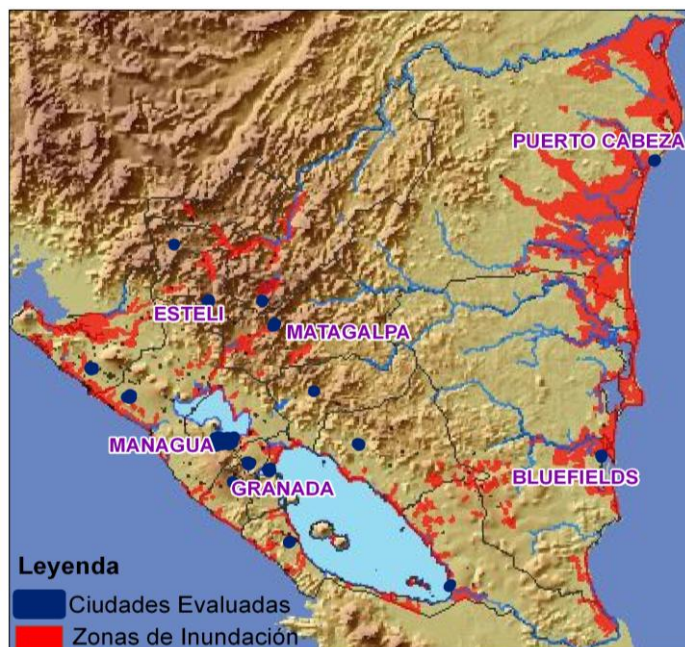 PUERTO CABEZA
ESTELI
MATAGALPA
MANAGUA
GRANADA
BLUEFIELDS
Leyenda
Ciudades Evaluadas
Zonas de Inundación